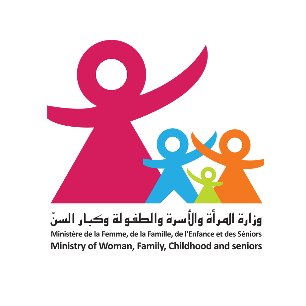 وزارة المرأة والأسرة والطفولة وكبار السنّ
Ministère de la Femme, de la Famille, de l'Enfance et des Séniors
Ministry of Woman, Family, Childhood and seniors